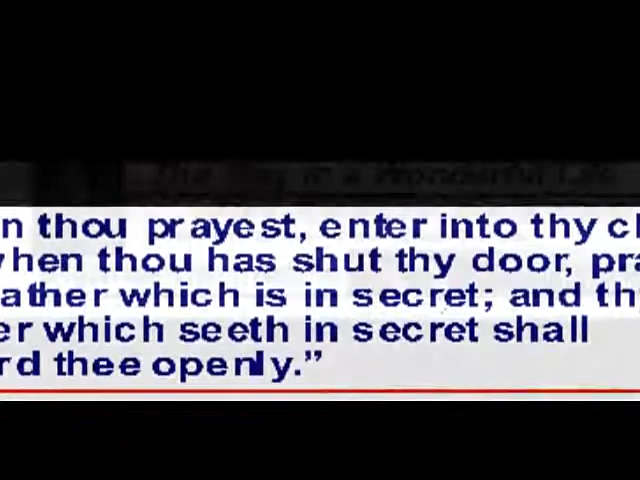 n thou prayest, enter into thy cl
when thou has shut thy door, pra
ather which is in secret; and th
er which seeth in secret shall
rd thee openly.”